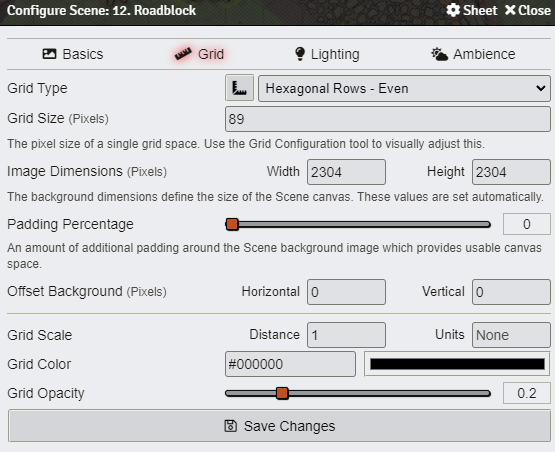 Configure Scene: 12. Roadblock Sheet Close
Basics Grid Lighting Ambience
Grid Type Hexagonal Rows - Even
Grid Size (Pixels) 89
The pixel size of a single grid space. Use the Grid Configuration tool to visually adjust this.
Image Dimensions (Pixels) Width 2304 Height 2304
The background dimensions define the size of the Scene canvas. These values are set automatically.
Padding Percentage 0
An amount of additional padding around the Scene background image which provides usable canvas
space.
Offset Background (Pixels) Horizontal 0 Vertical 0
Grid Scale Distance 1 Units None
Grid Color #000000
Grid Opacity 0.2
Save Changes